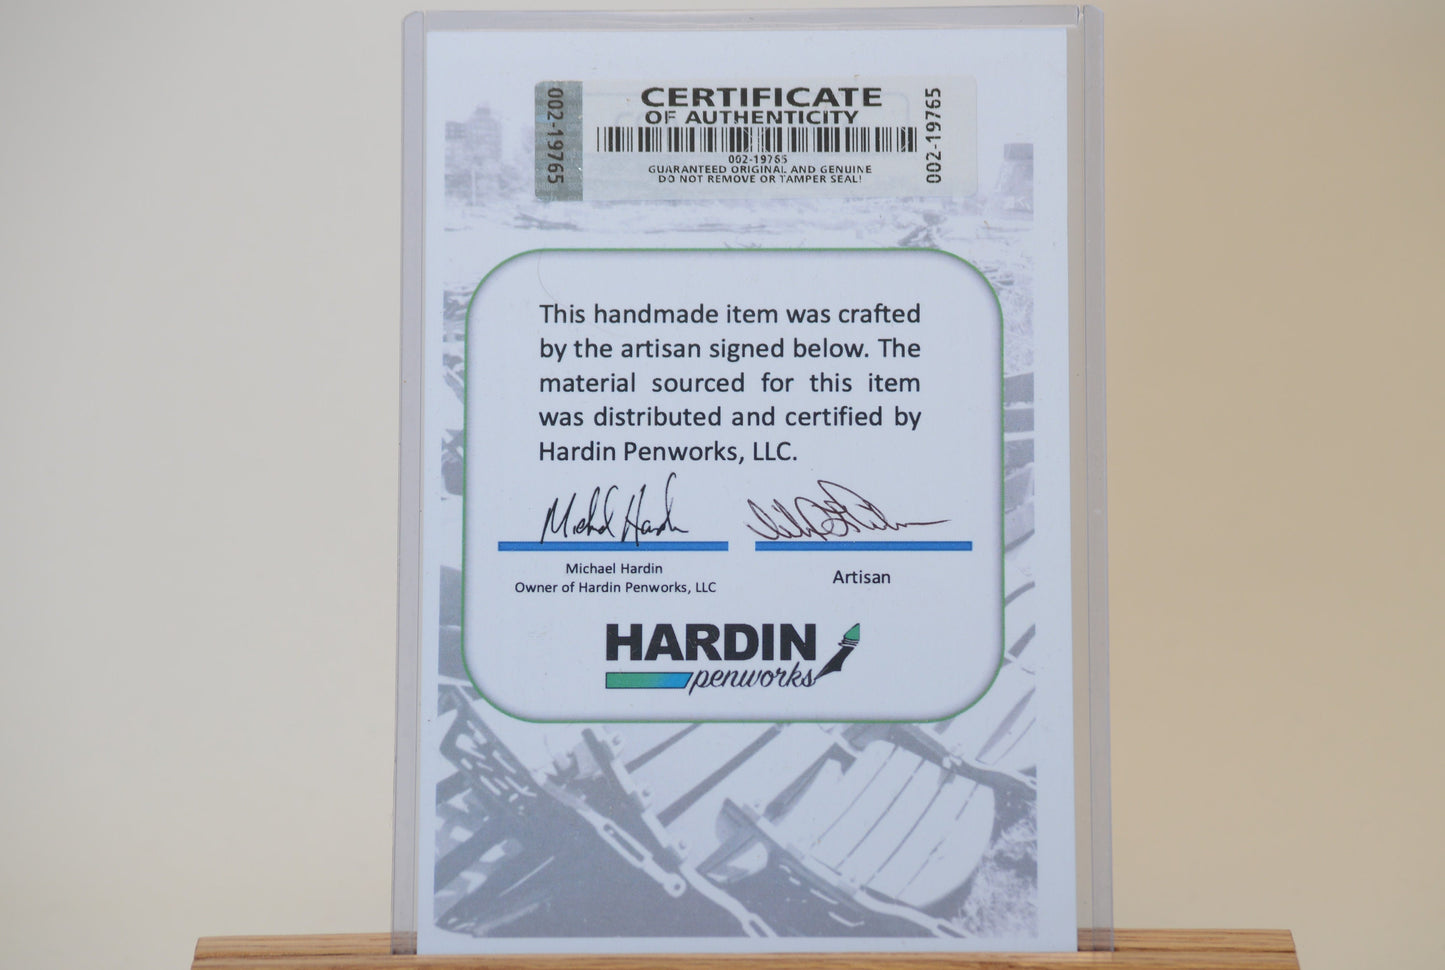 002-19765
CERTIFICATE
OF AUTHENTICITY
002-19765
GUARANTEED ORIGINAL AND GENUINE
DO NOT REMOVE OR TAMPER SEAL!
002-19765
This handmade item was crafted
by the artisan signed below. The
material sourced for this item
was distributed and certified by
Hardin Penworks, LLC.
Michael Hardin
Michael Hardin
Owner of Hardin Penworks, LLC
Artisan
HARDIN
penworks